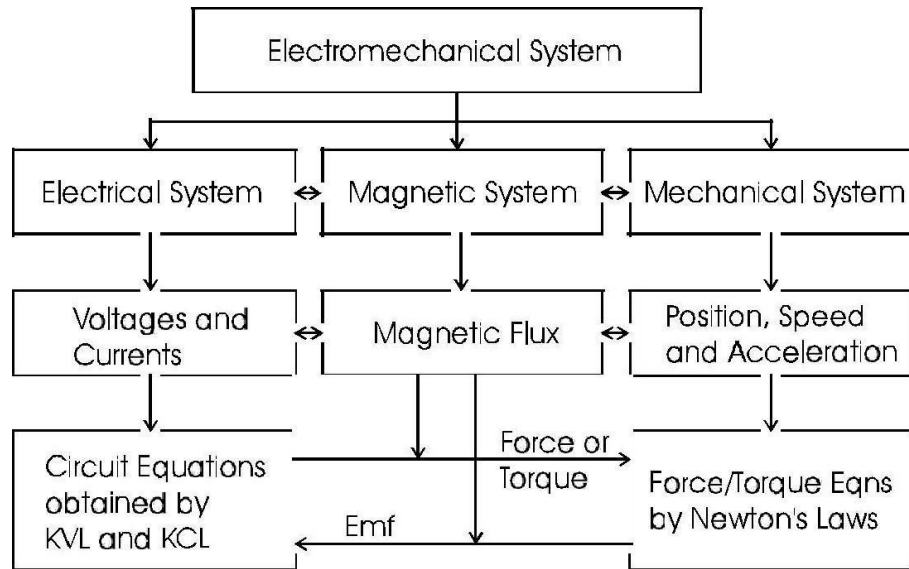 Electromechanical System
Electrical System
Magnetic System
Mechanical System
Voltages and
Currents
Magnetic Flux
Position, Speed
and Acceleration
Circuit Equations
obtained by
KVL and KCL
Force or
Torque
Emf
Force/Torque Eqns
by Newton's Laws